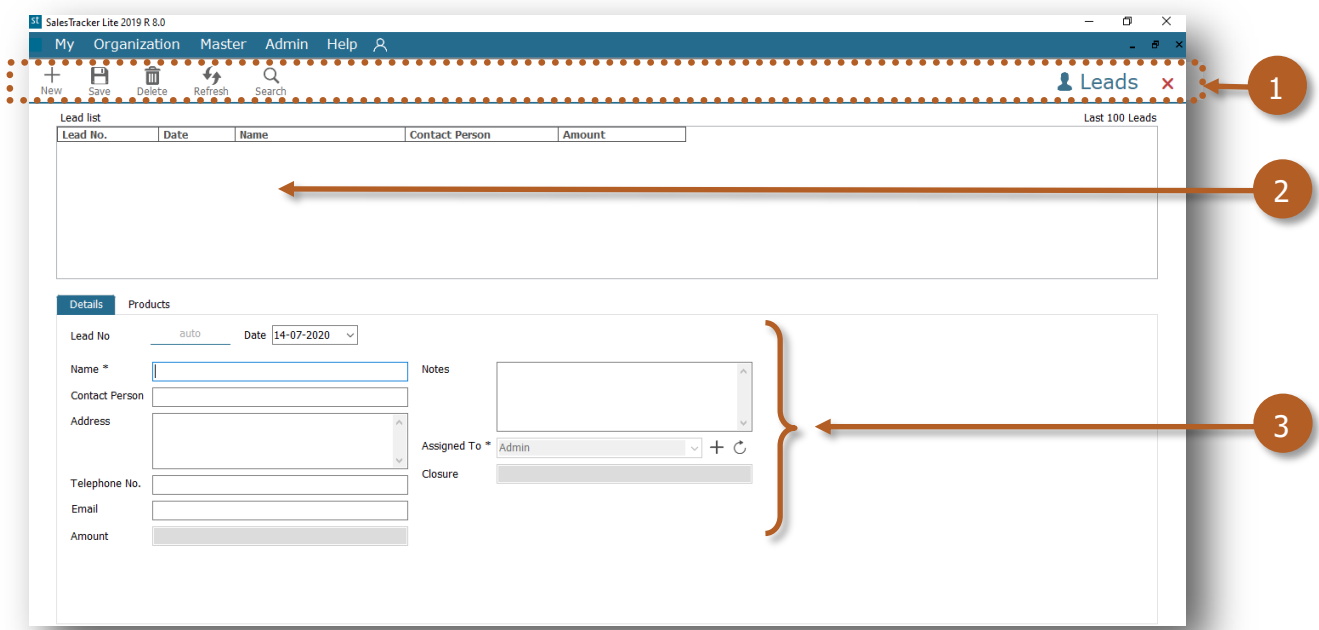 st SalesTracker Lite 2019 R 8.0
My Organization Master Admin Help
New Save Delete Refresh Search Leads
1
Lead list Last 100 Leads
Lead No. Date Name Contact Person Amount
2
Details Products
Lead No auto Date 14-07-2020
Name * Notes
Contact Person
Address
3
Assigned To * Admin
Closure
Telephone No.
Email
Amount